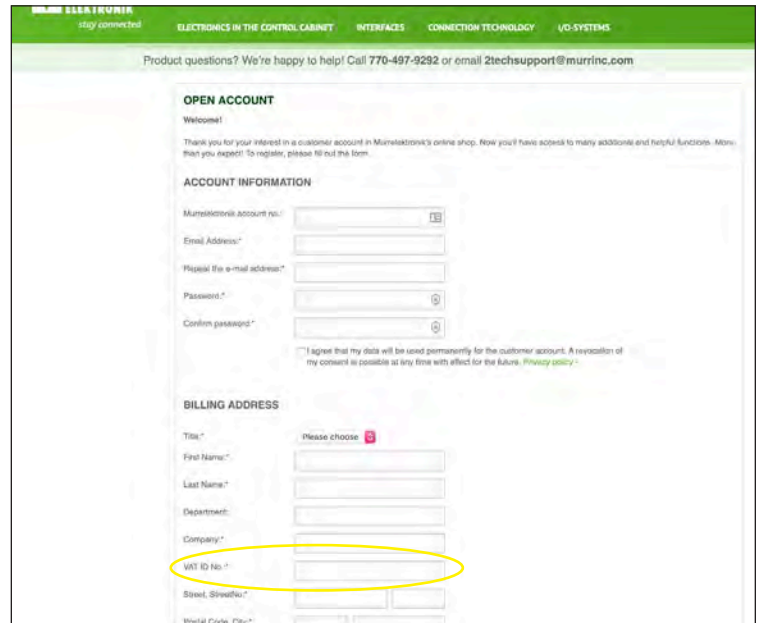 ELEKTRONIK
stay connected
ELECTRONICS IN THE CONTROL CABINET INTERFACES CONNECTION TECHNOLOGY I/O-SYSTEMS
Product questions? We're happy to help! Call 770-497-9292 or email 2techsupport@murrinc.com
OPEN ACCOUNT
Welcome!
Thank you for your interest in a customer account in Murrelektronik's online shop. Now you'll have access to many additional and helpful functions. More
than you expect! To register, please fill out the form.
ACCOUNT INFORMATION
Murrelektronik account no.:
Email Address:*
Repeat the e-mail address:*
Password:*
Confirm password:*
I agree that my data will be used permanently for the customer account. A revocation of
my consent is possible at any time with effect for the future. Privacy policy ›
BILLING ADDRESS
Title:* Please choose
First Name:*
Last Name:*
Department:
Company:*
VAT ID No.:*
Street, StreetNo:*
Postal Code, City:*